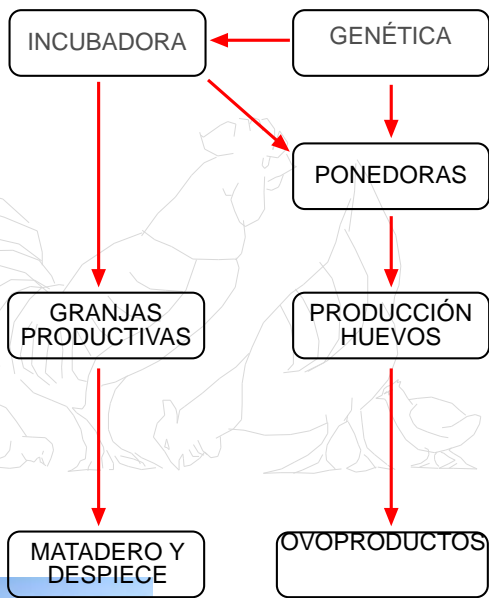 INCUBADORA
GENÉTICA
PONEDORAS
GRANJAS
PRODUCTIVAS
PRODUCCIÓN
HUEVOS
MATADERO Y
DESPIECE
OVOPRODUCTOS